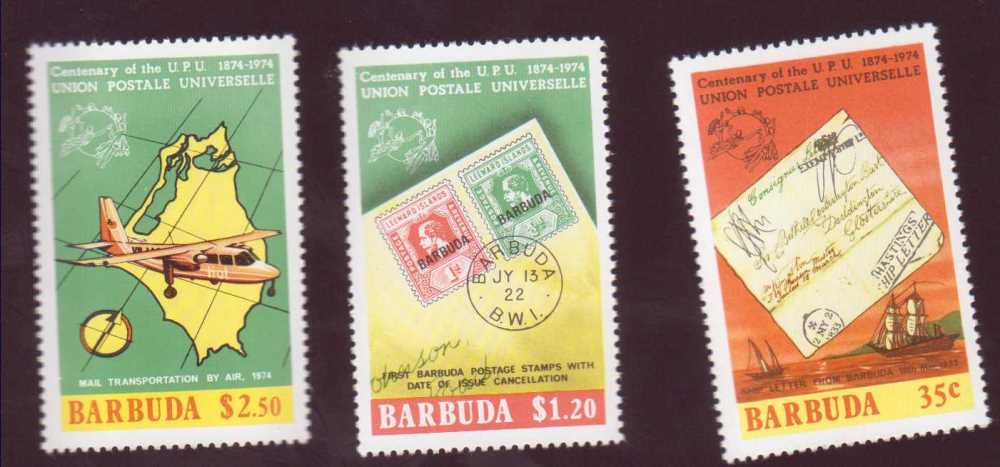 Centenary of the U.P.U. 1874-1974
UNION POSTALE UNIVERSELLE
MAIL TRANSPORTATION BY AIR, 1974
BARBUDA $2.50
Centenary of the U.P.U. 1874-1974
UNION POSTALE UNIVERSELLE
LEEWARD ISLANDS
BARBUDA
LEEWARD ISLANDS
BARBUDA
BARBUDA
JY 13
22
B.W.I.
FIRST BARBUDA POSTAGE STAMPS WITH
DATE OF ISSUE CANCELLATION
BARBUDA $1.20
Centenary of the U.P.U. 1874-1974
UNION POSTALE UNIVERSELLE
HASTINGS
SHIP LETTER
LETTER FROM BARBUDA
BARBUDA 35c